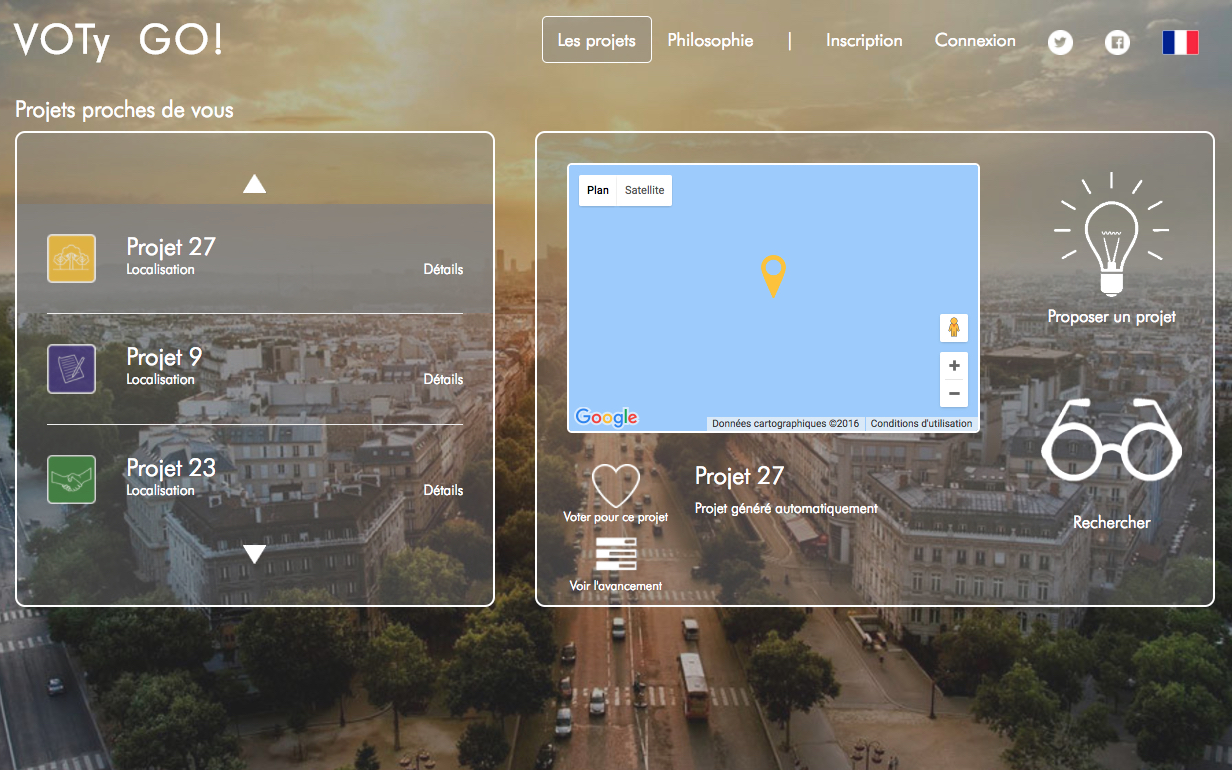 VOTy GO!
Les projets
Philosophie
|
Inscription
Connexion
Projets proches de vous
Projet 27
Localisation
Détails
Projet 9
Localisation
Détails
Projet 23
Localisation
Détails
Plan
Satellite
Google
Données cartographiques ©2016
Conditions d'utilisation
Voter pour ce projet
Projet 27
Projet généré automatiquement
Voir l'avancement
Proposer un projet
Rechercher